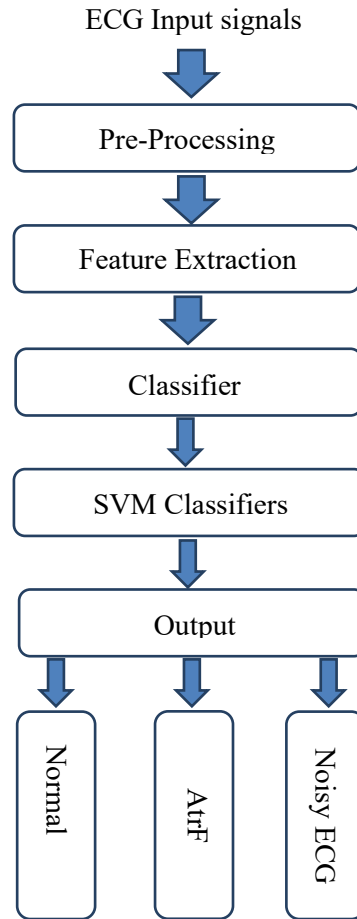 ECG Input signals
Pre-Processing
Feature Extraction
Classifier
SVM Classifiers
Output
Normal
AtrF
Noisy ECG